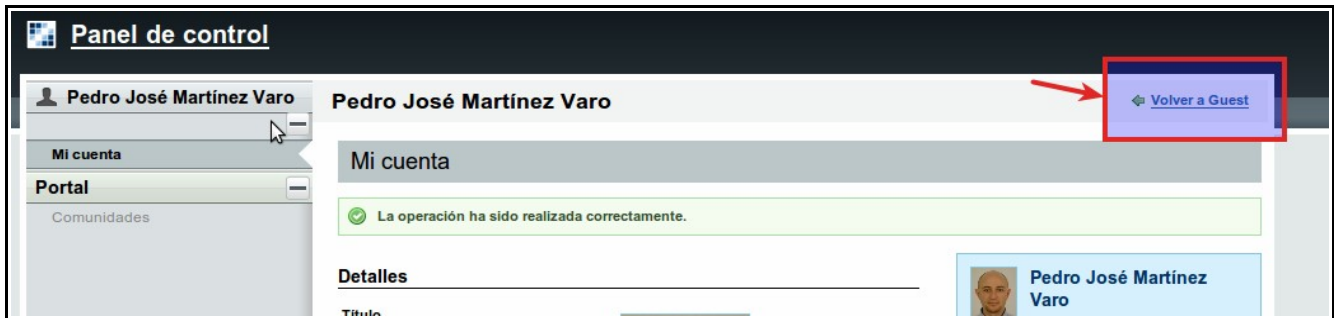 Panel de control
Pedro José Martínez Varo
Mi cuenta
Portal
Comunidades
Pedro José Martínez Varo
Volver a Guest
Mi cuenta
La operación ha sido realizada correctamente.
Detalles
Título
Pedro José Martínez
Varo